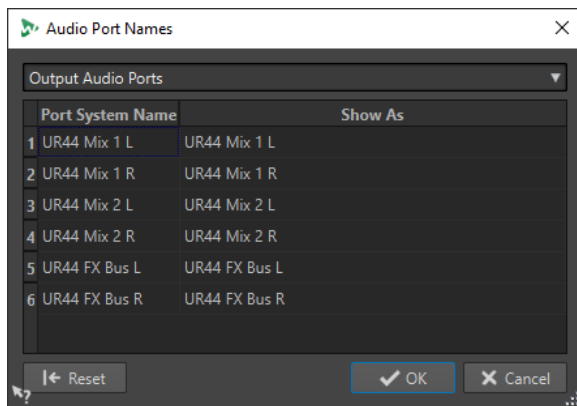 Audio Port Names
Output Audio Ports
Port System Name Show As
1 UR44 Mix 1 L UR44 Mix 1 L
2 UR44 Mix 1 R UR44 Mix 1 R
3 UR44 Mix 2 L UR44 Mix 2 L
4 UR44 Mix 2 R UR44 Mix 2 R
5 UR44 FX Bus L UR44 FX Bus L
6 UR44 FX Bus R UR44 FX Bus R
? Reset OK Cancel